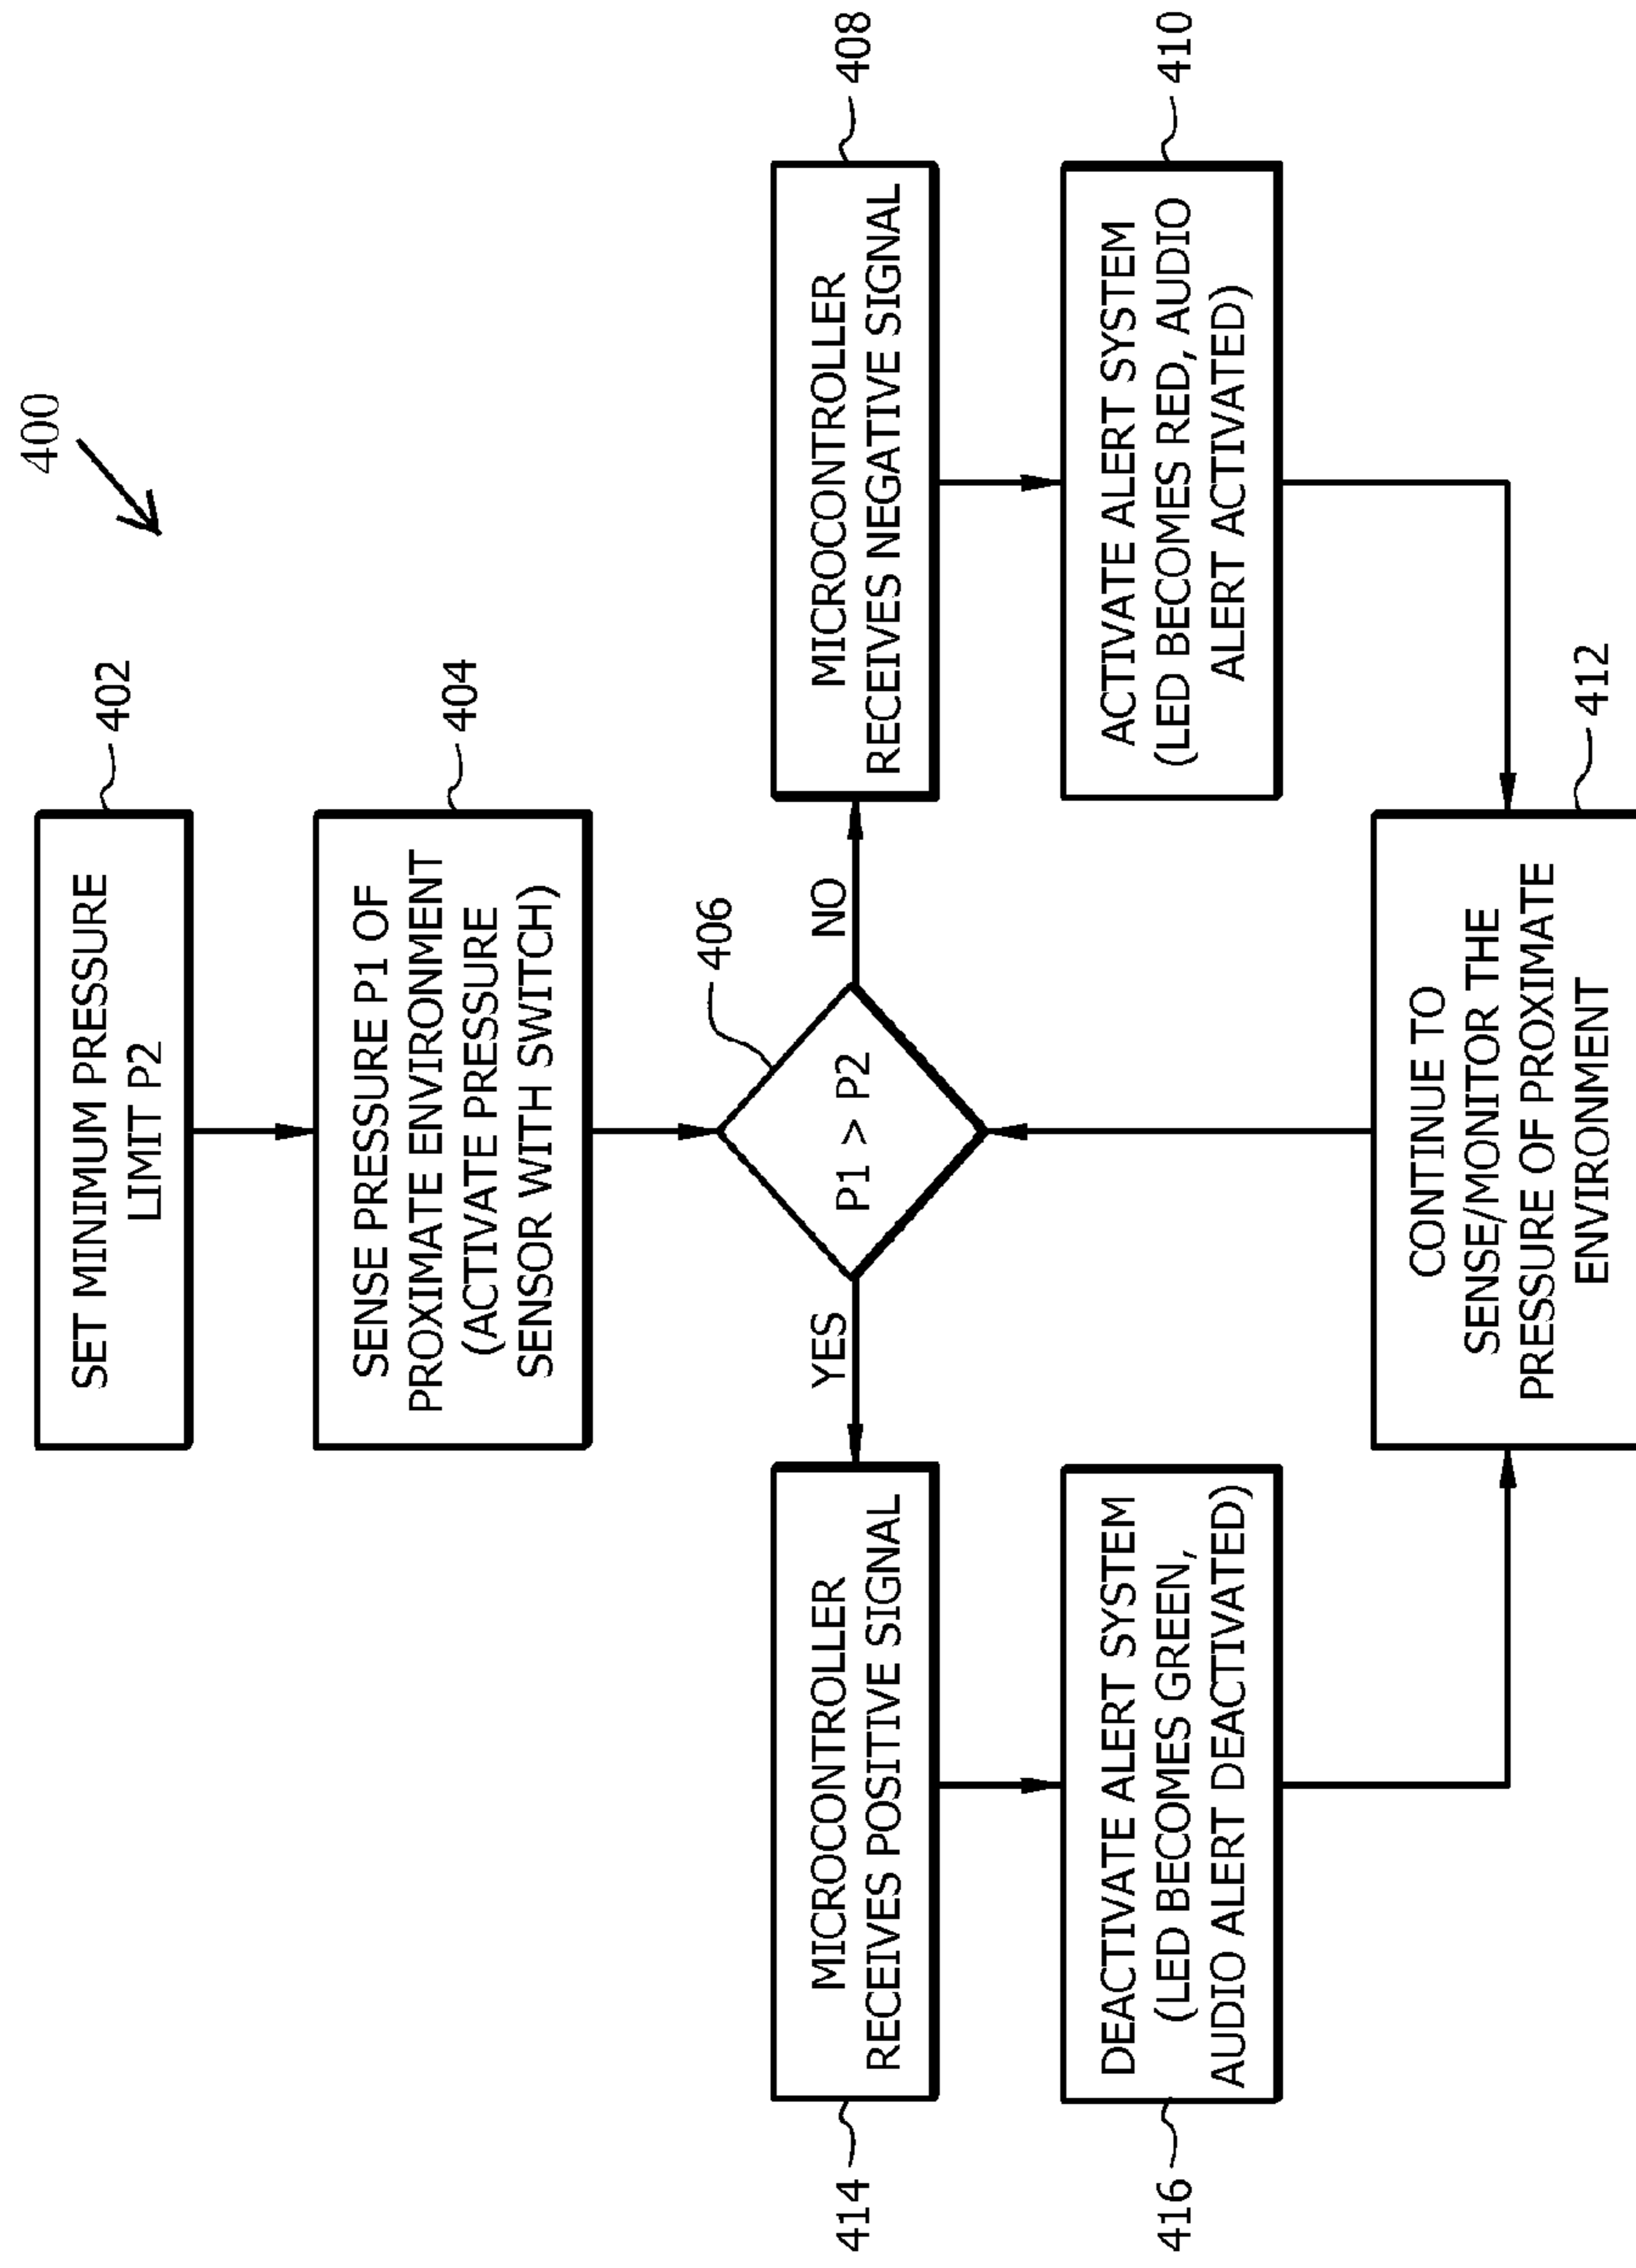 400
SET MINIMUM PRESSURE
LIMIT P2
402
SENSE PRESSURE P1 OF
PROXIMATE ENVIRONMENT
(ACTIVATE PRESSURE
SENSOR WITH SWITCH)
404
406
P1 > P2
YES
NO
MICROCONTROLLER
RECEIVES POSITIVE SIGNAL
414
MICROCONTROLLER
RECEIVES NEGATIVE SIGNAL
408
DEACTIVATE ALERT SYSTEM
(LED BECOMES GREEN,
AUDIO ALERT DEACTIVATED)
416
ACTIVATE ALERT SYSTEM
(LED BECOMES RED, AUDIO
ALERT ACTIVATED)
410
CONTINUE TO
SENSE/MONITOR THE
PRESSURE OF PROXIMATE
ENVIRONMENT
412